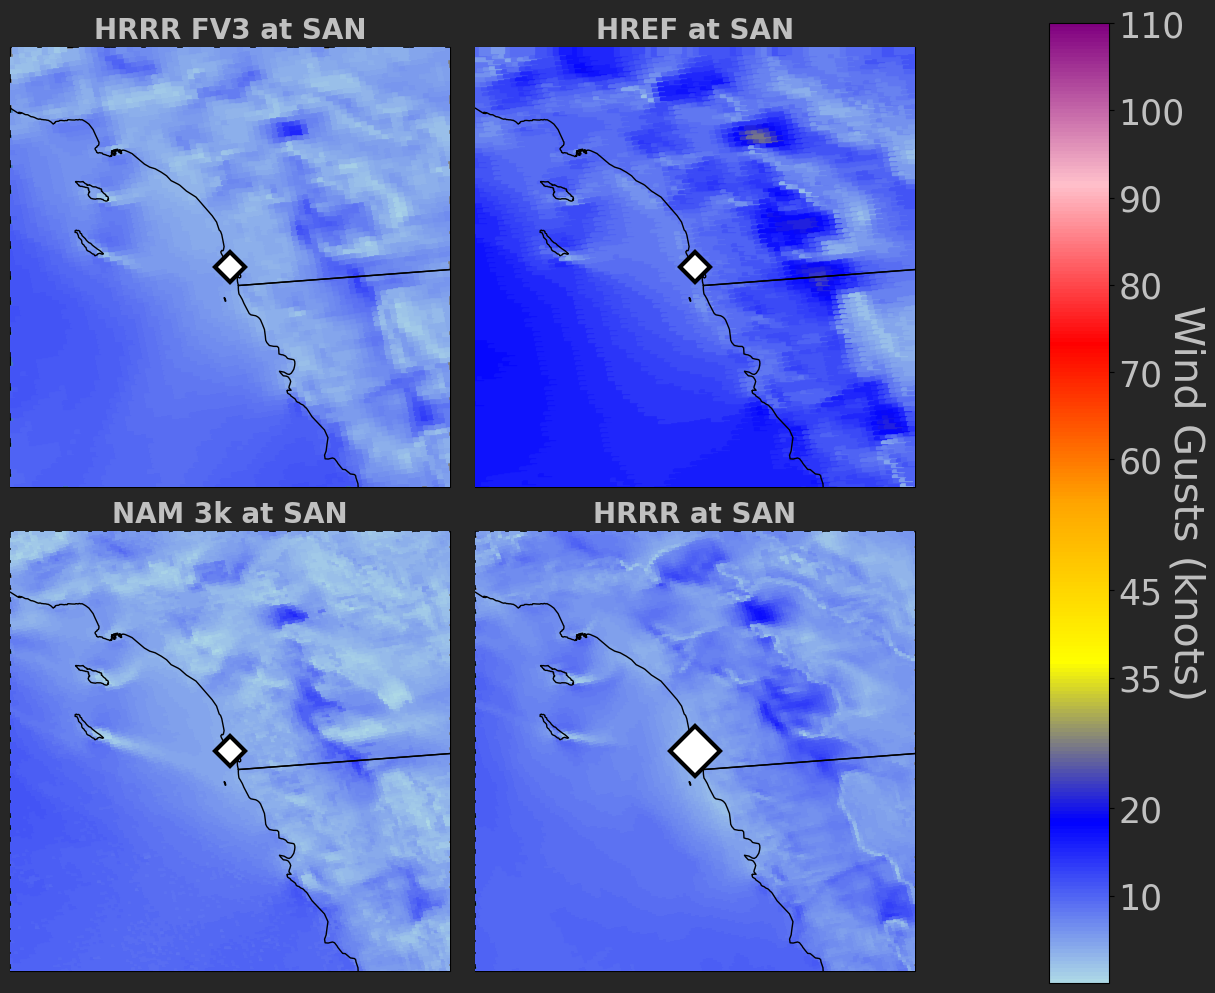 HRRR FV3 at SAN
HREF at SAN
NAM 3k at SAN
HRRR at SAN
110
100
90
80
70
60
45
35
20
10
Wind Gusts (knots)